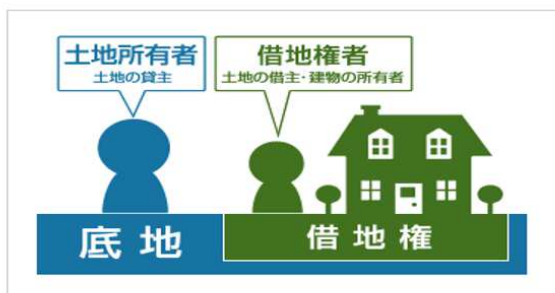 土地所有者
土地の貸主
借地権者
土地の借主・建物の所有者
底地
借地権